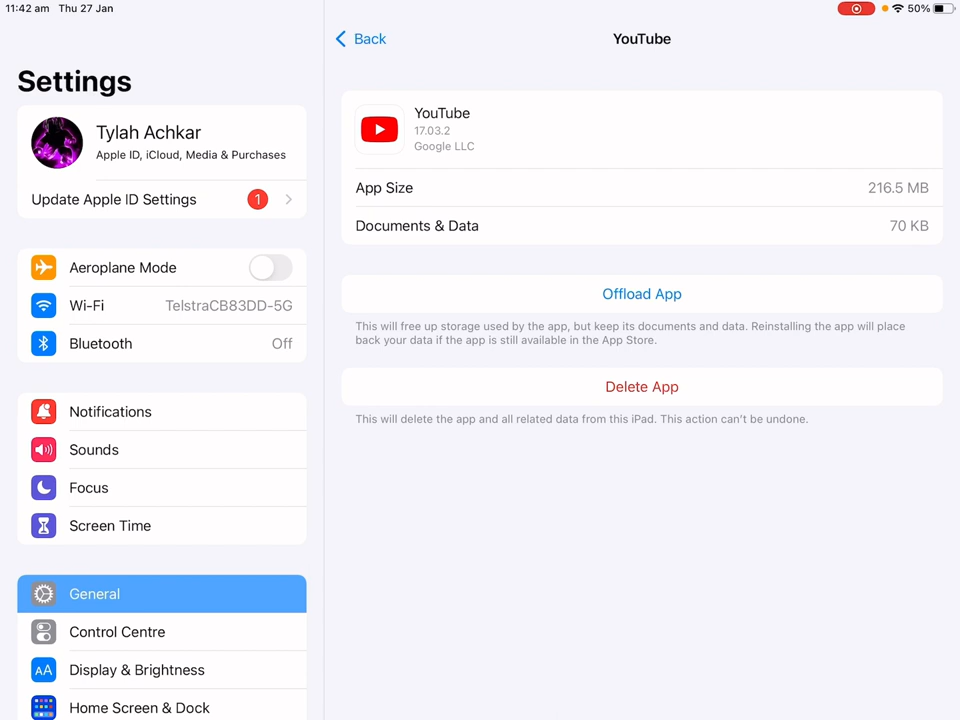 11:42 am Thu 27 Jan
50%
Settings
Tylah Achkar
Apple ID, iCloud, Media & Purchases
Update Apple ID Settings 1
Aeroplane Mode
Wi-Fi TelstraCB83DD-5G
Bluetooth Off
Notifications
Sounds
Focus
Screen Time
General
Control Centre
AA Display & Brightness
Home Screen & Dock
Back YouTube
YouTube
17.03.2
Google LLC
App Size 216.5 MB
Documents & Data 70 KB
Offload App
This will free up storage used by the app, but keep its documents and data. Reinstalling the app will place
back your data if the app is still available in the App Store.
Delete App
This will delete the app and all related data from this iPad. This action can't be undone.